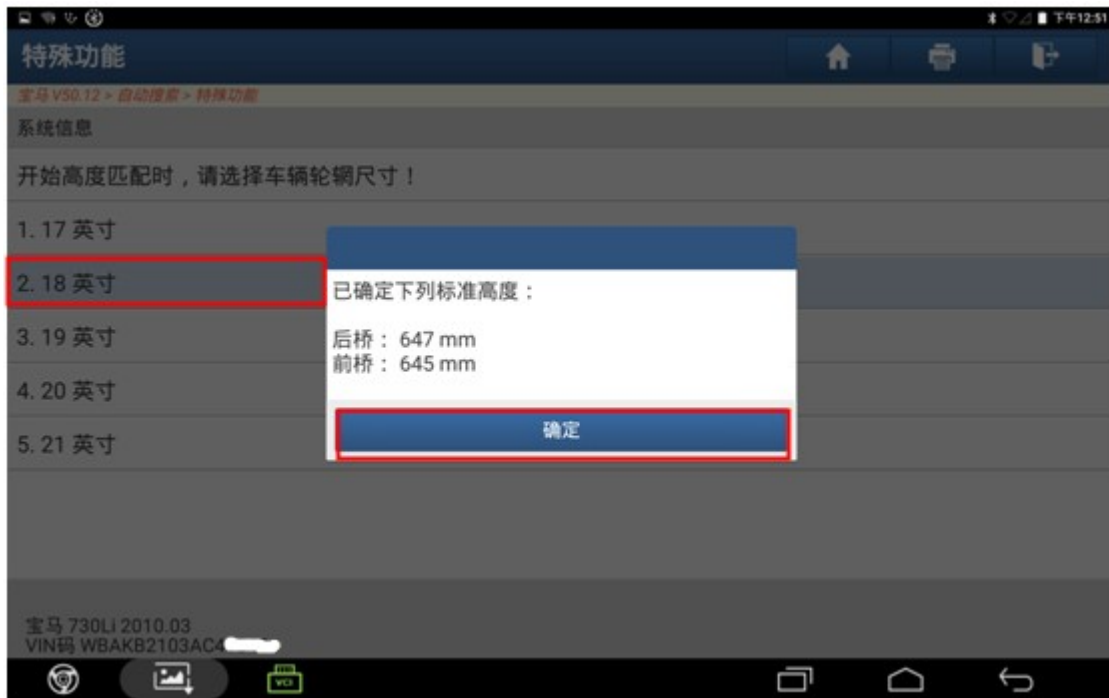 下午12:51
特殊功能
宝马 V50.12 > 自动搜索 > 特殊功能
系统信息
开始高度匹配时，请选择车辆轮辋尺寸！
1. 17 英寸
2. 18 英寸
3. 19 英寸
4. 20 英寸
5. 21 英寸
已确定下列标准高度：
后桥： 647 mm
前桥： 645 mm
确定
宝马 730Li 2010.03
VIN码 WBAKB2103AC4
VCI